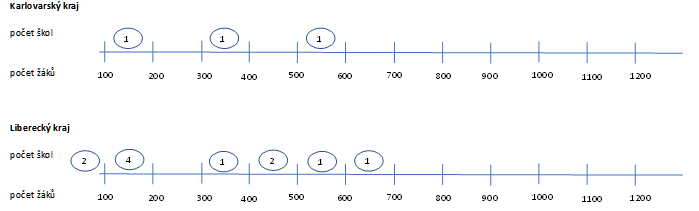 Karlovarský kraj
počet škol 1 1 1
počet žáků 100 200 300 400 500 600 700 800 900 1000 1100 1200
Liberecký kraj
počet škol 2 4 1 2 1 1
počet žáků 100 200 300 400 500 600 700 800 900 1000 1100 1200